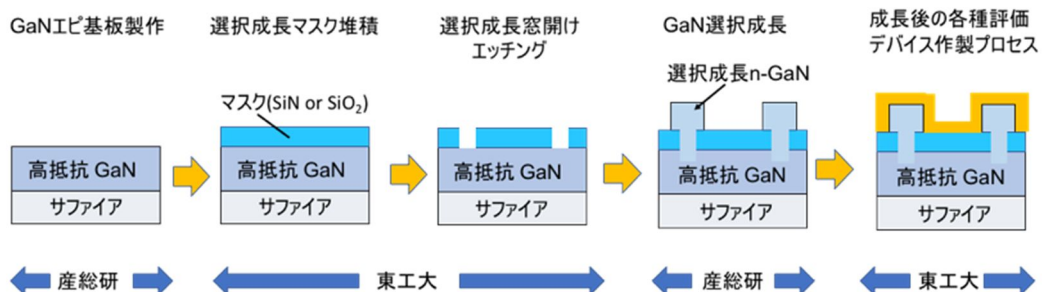 GaNエピ基板製作
選択成長マスク堆積
選択成長窓開け
エッチング
GaN選択成長
成長後の各種評価
デバイス作製プロセス
選択成長n-GaN
マスク(SiN or SiO₂)
高抵抗 GaN
サファイア
高抵抗 GaN
サファイア
高抵抗 GaN
サファイア
高抵抗 GaN
サファイア
高抵抗 GaN
サファイア
産総研
東工大
産総研
東工大